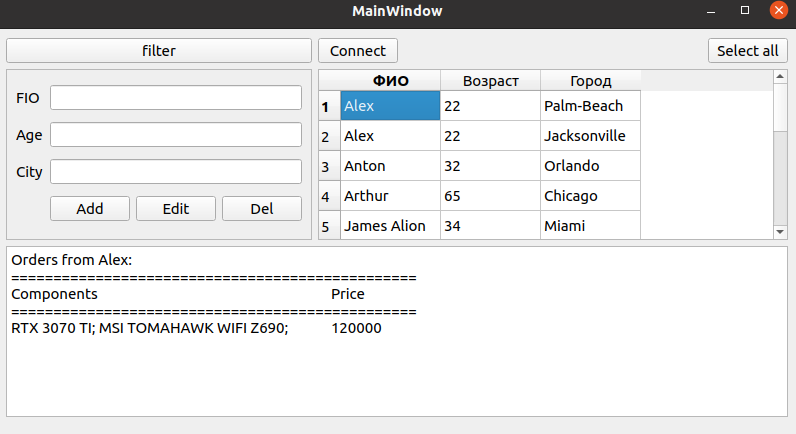 MainWindow
filter Connect Select all
FIO
Age
City
Add Edit Del
ФИО Возраст Город
1 Alex 22 Palm-Beach
2 Alex 22 Jacksonville
3 Anton 32 Orlando
4 Arthur 65 Chicago
5 James Alion 34 Miami
Orders from Alex:
================================================
Components Price
================================================
RTX 3070 TI; MSI TOMAHAWK WIFI Z690; 120000